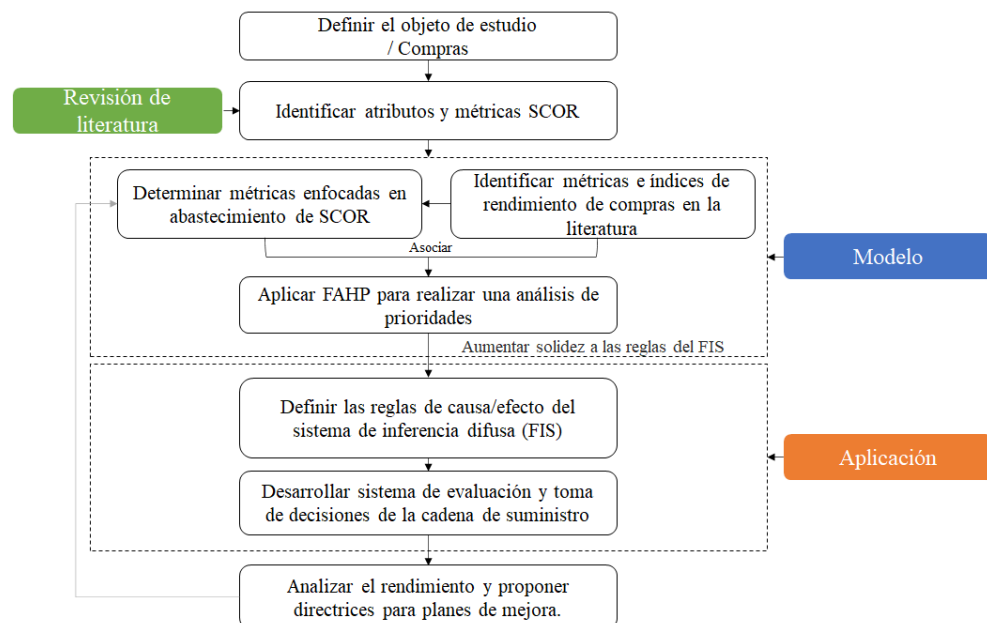 Definir el objeto de estudio
/ Compras
Revisión de
literatura
Identificar atributos y métricas SCOR
Determinar métricas enfocadas en
abastecimiento de SCOR
Identificar métricas e índices de
rendimiento de compras en la
literatura
Asociar
Modelo
Aplicar FAHP para realizar una análisis de
prioridades
Aumentar solidez a las reglas del FIS
Definir las reglas de causa/efecto del
sistema de inferencia difusa (FIS)
Aplicación
Desarrollar sistema de evaluación y toma
de decisiones de la cadena de suministro
Analizar el rendimiento y proponer
directrices para planes de mejora.